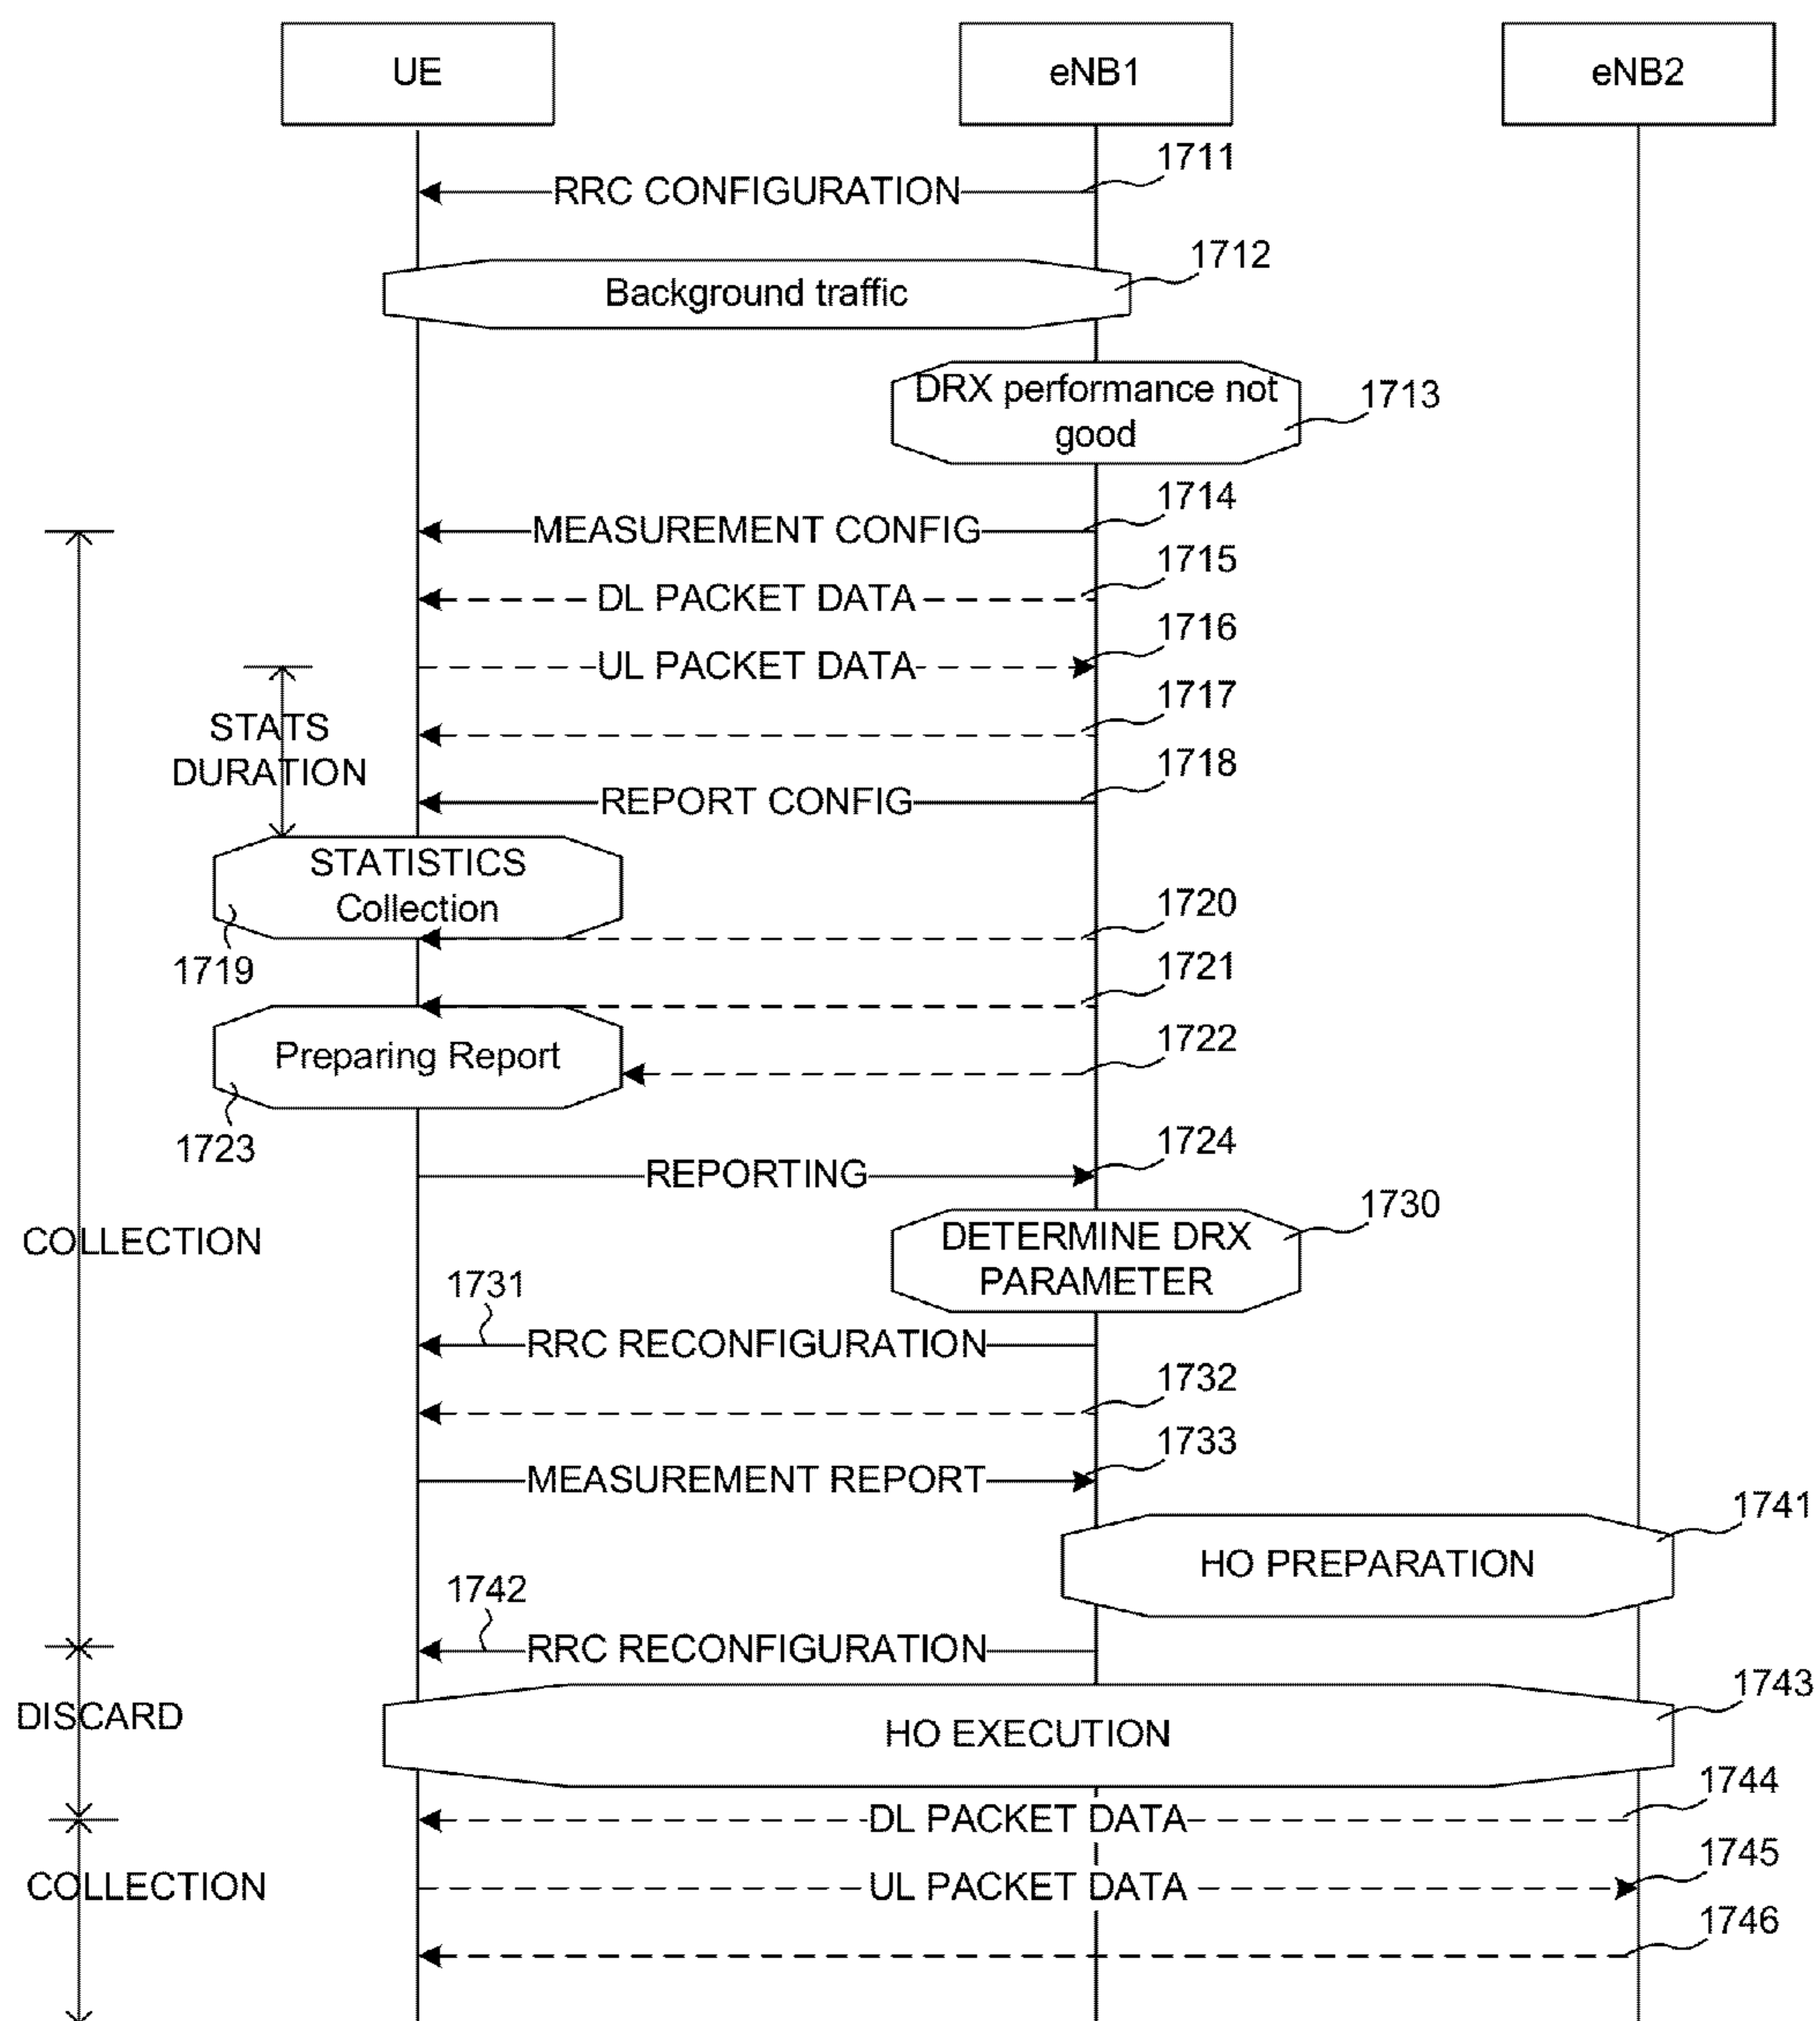 UE
eNB1
eNB2
1711
RRC CONFIGURATION
1712
Background traffic
DRX performance not
good
1713
1714
MEASUREMENT CONFIG
1715
DL PACKET DATA
1716
UL PACKET DATA
1717
STATS
DURATION
1718
REPORT CONFIG
STATISTICS
Collection
1719
1720
1721
Preparing Report
1722
1723
1724
REPORTING
1730
DETERMINE DRX
PARAMETER
COLLECTION
1731
RRC RECONFIGURATION
1732
1733
MEASUREMENT REPORT
1741
HO PREPARATION
1742
RRC RECONFIGURATION
1743
DISCARD
HO EXECUTION
1744
DL PACKET DATA
1745
COLLECTION
UL PACKET DATA
1746